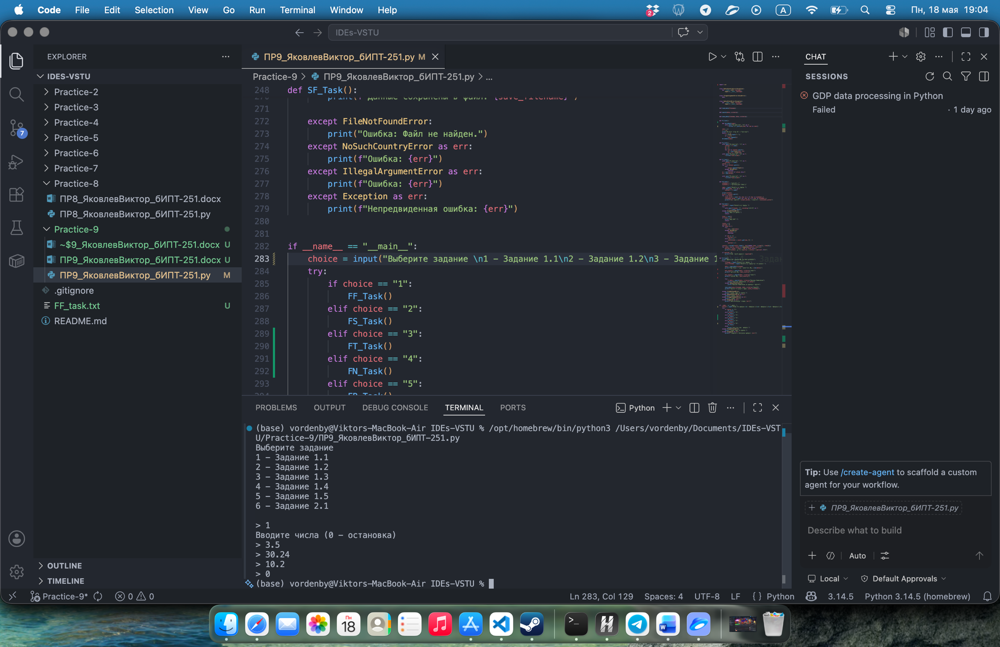 Code File Edit Selection View Go Run Terminal Window Help
2 A Пн, 18 мая 19:04
IDEs-VSTU
EXPLORER
IDES-VSTU
Practice-2
Practice-3
Practice-4
Practice-5
Practice-6
Practice-7
Practice-8
ПР8_ЯковлевВиктор_бИПТ-251.docx
ПР8_ЯковлевВиктор_бИПТ-251.py
Practice-9
~$9_ЯковлевВиктор_бИПТ-251.docx U
ПР9_ЯковлевВиктор_бИПТ-251.docx U
ПР9_ЯковлевВиктор_бИПТ-251.py M
.gitignore
FF_task.txt U
README.md
7
OUTLINE
TIMELINE
ПР9_ЯковлевВиктор_бИПТ-251.py M
Practice-9 > ПР9_ЯковлевВиктор_бИПТ-251.py > ...
248 def SF_Task():
270 print(f"Данные сохранены в файл: {save_filename}")
271
272 except FileNotFoundError:
273 print("Ошибка: Файл не найден.")
274 except NoSuchCountryError as err:
275 print(f"Ошибка: {err}")
276 except IllegalArgumentError as err:
277 print(f"Ошибка: {err}")
278 except Exception as err:
279 print(f"Непредвиденная ошибка: {err}")
280
281
282 if __name__ == "__main__":
283 choice = input("Выберите задание \n1 - Задание 1.1\n2 - Задание 1.2\n3 - Задание 1
284 try:
285 if choice == "1":
286 FF_Task()
287 elif choice == "2":
288 FS_Task()
289 elif choice == "3":
290 FT_Task()
291 elif choice == "4":
292 FN_Task()
293 elif choice == "5":
294
PROBLEMS OUTPUT DEBUG CONSOLE TERMINAL PORTS Python
(base) vordenby@Viktors-MacBook-Air IDEs-VSTU % /opt/homebrew/bin/python3 /Users/vordenby/Documents/IDEs-VST
U/Practice-9/ПР9_ЯковлевВиктор_бИПТ-251.py
Выберите задание
1 - Задание 1.1
2 - Задание 1.2
3 - Задание 1.3
4 - Задание 1.4
5 - Задание 1.5
6 - Задание 2.1
> 1
Вводите числа (0 - остановка)
> 3.5
> 30.24
> 10.2
> 0
(base) vordenby@Viktors-MacBook-Air IDEs-VSTU %
CHAT
SESSIONS
GDP data processing in Python
Failed · 1 day ago
Tip: Use /create-agent to scaffold a custom
agent for your workflow.
ПР9_ЯковлевВиктор_бИПТ-251.py
Describe what to build
Auto
Local Default Approvals
Practice-9* 0 0 Ln 283, Col 129 Spaces: 4 UTF-8 LF {} Python 3.14.5 Python 3.14.5 (homebrew)
Пн
18
W